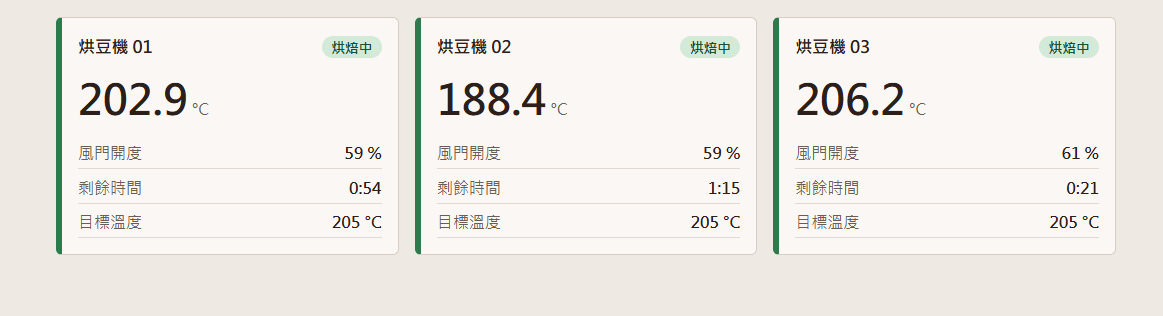 烘豆機 01 烘焙中
202.9 °C
風門開度 59 %
剩餘時間 0:54
目標溫度 205 °C
烘豆機 02 烘焙中
188.4 °C
風門開度 59 %
剩餘時間 1:15
目標溫度 205 °C
烘豆機 03 烘焙中
206.2 °C
風門開度 61 %
剩餘時間 0:21
目標溫度 205 °C